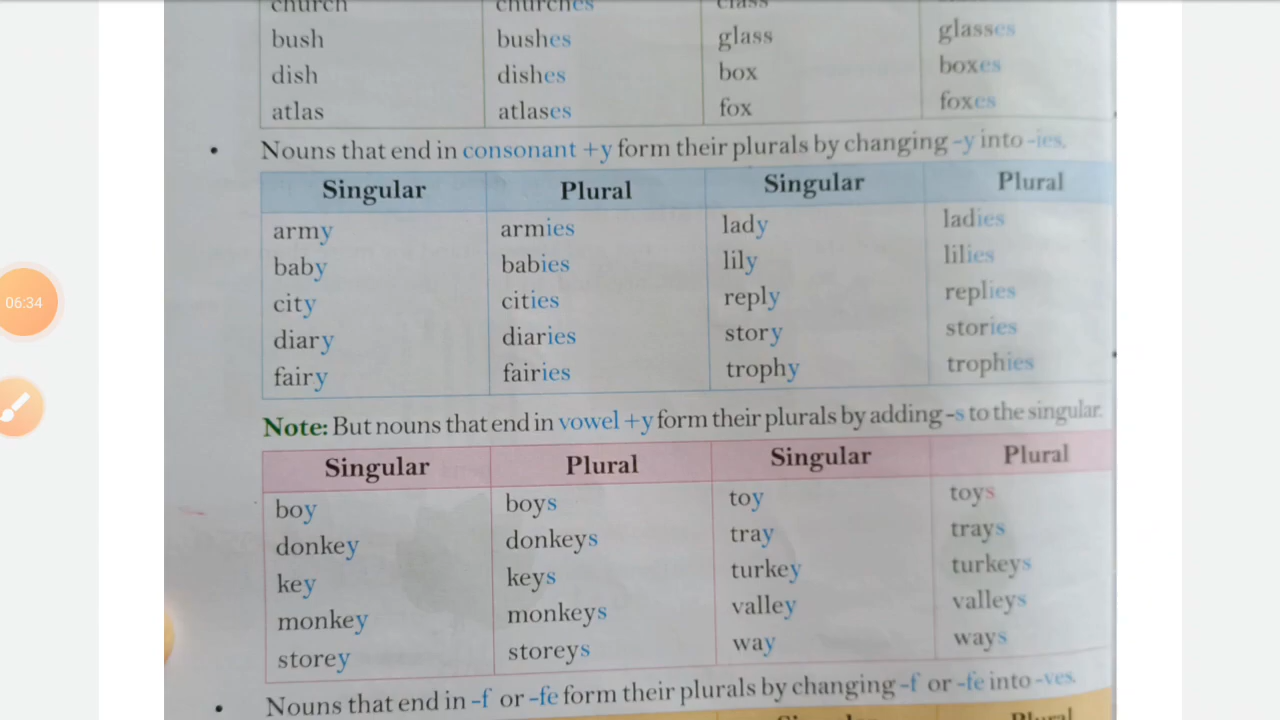 church churches class
bush bushes glass glasses
dish dishes box boxes
atlas atlases fox foxes
• Nouns that end in consonant +y form their plurals by changing -y into -ies.
Singular Plural Singular Plural
army armies lady ladies
baby babies lily lilies
city cities reply replies
diary diaries story stories
fairy fairies trophy trophies
Note: But nouns that end in vowel +y form their plurals by adding -s to the singular.
Singular Plural Singular Plural
boy boys toy toys
donkey donkeys tray trays
key keys turkey turkeys
monkey monkeys valley valleys
storey storeys way ways
• Nouns that end in -f or -fe form their plurals by changing -f or -fe into -ves.
Singular Plural
06:34